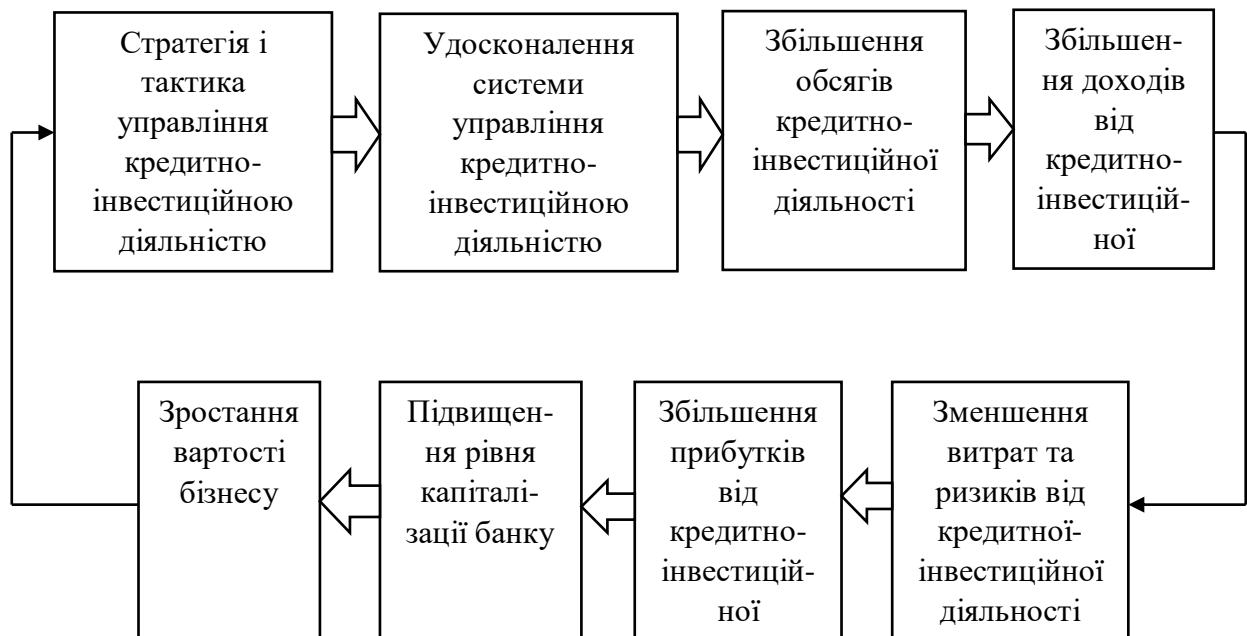 Стратегія і
тактика
управління
кредитно-
інвестиційною
діяльністю
Удосконалення
системи
управління
кредитно-
інвестиційною
діяльністю
Збільшення
обсягів
кредитно-
інвестиційної
діяльності
Збільшен-
ня доходів
від
кредитно-
інвестицій-
ної
Зростання
вартості
бізнесу
Підвищен-
ня рівня
капіталі-
зації банку
Збільшення
прибутків
від
кредитно-
інвестицій-
ної
Зменшення
витрат та
ризиків від
кредитної-
інвестиційної
діяльності